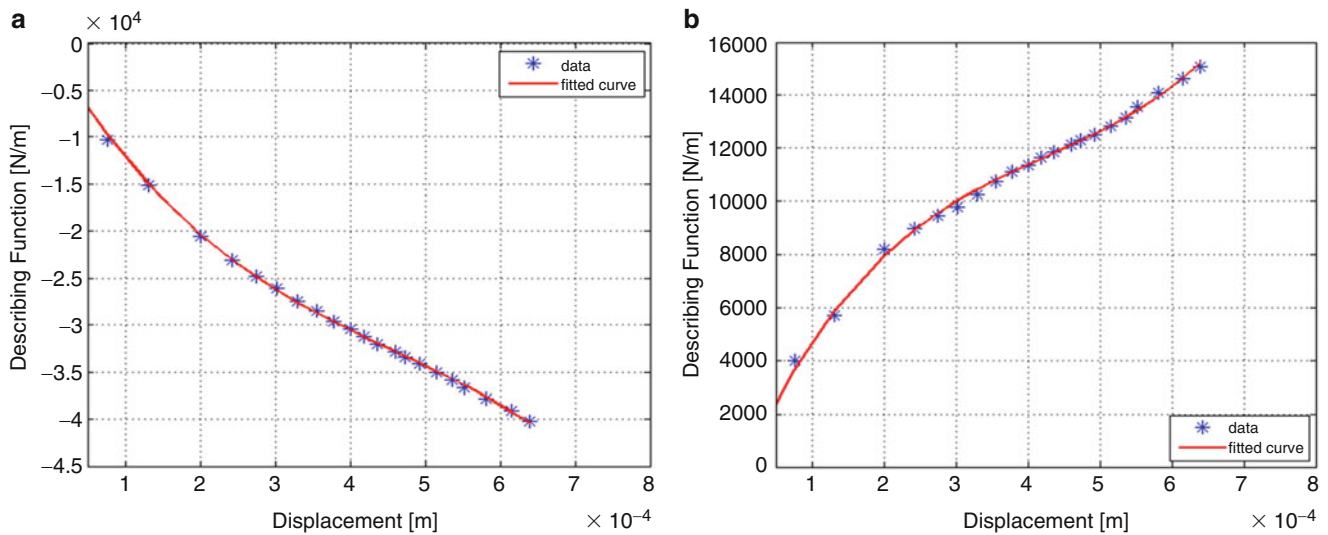 a
× 10⁴
0
−0.5
−1
−1.5
−2
−2.5
−3
−3.5
−4
−4.5
Describing Function [N/m]
data
fitted curve
1 2 3 4 5 6 7 8
Displacement [m]
× 10⁻⁴
b
16000
14000
12000
10000
8000
6000
4000
2000
0
Describing Function [N/m]
data
fitted curve
1 2 3 4 5 6 7 8
Displacement [m]
× 10⁻⁴